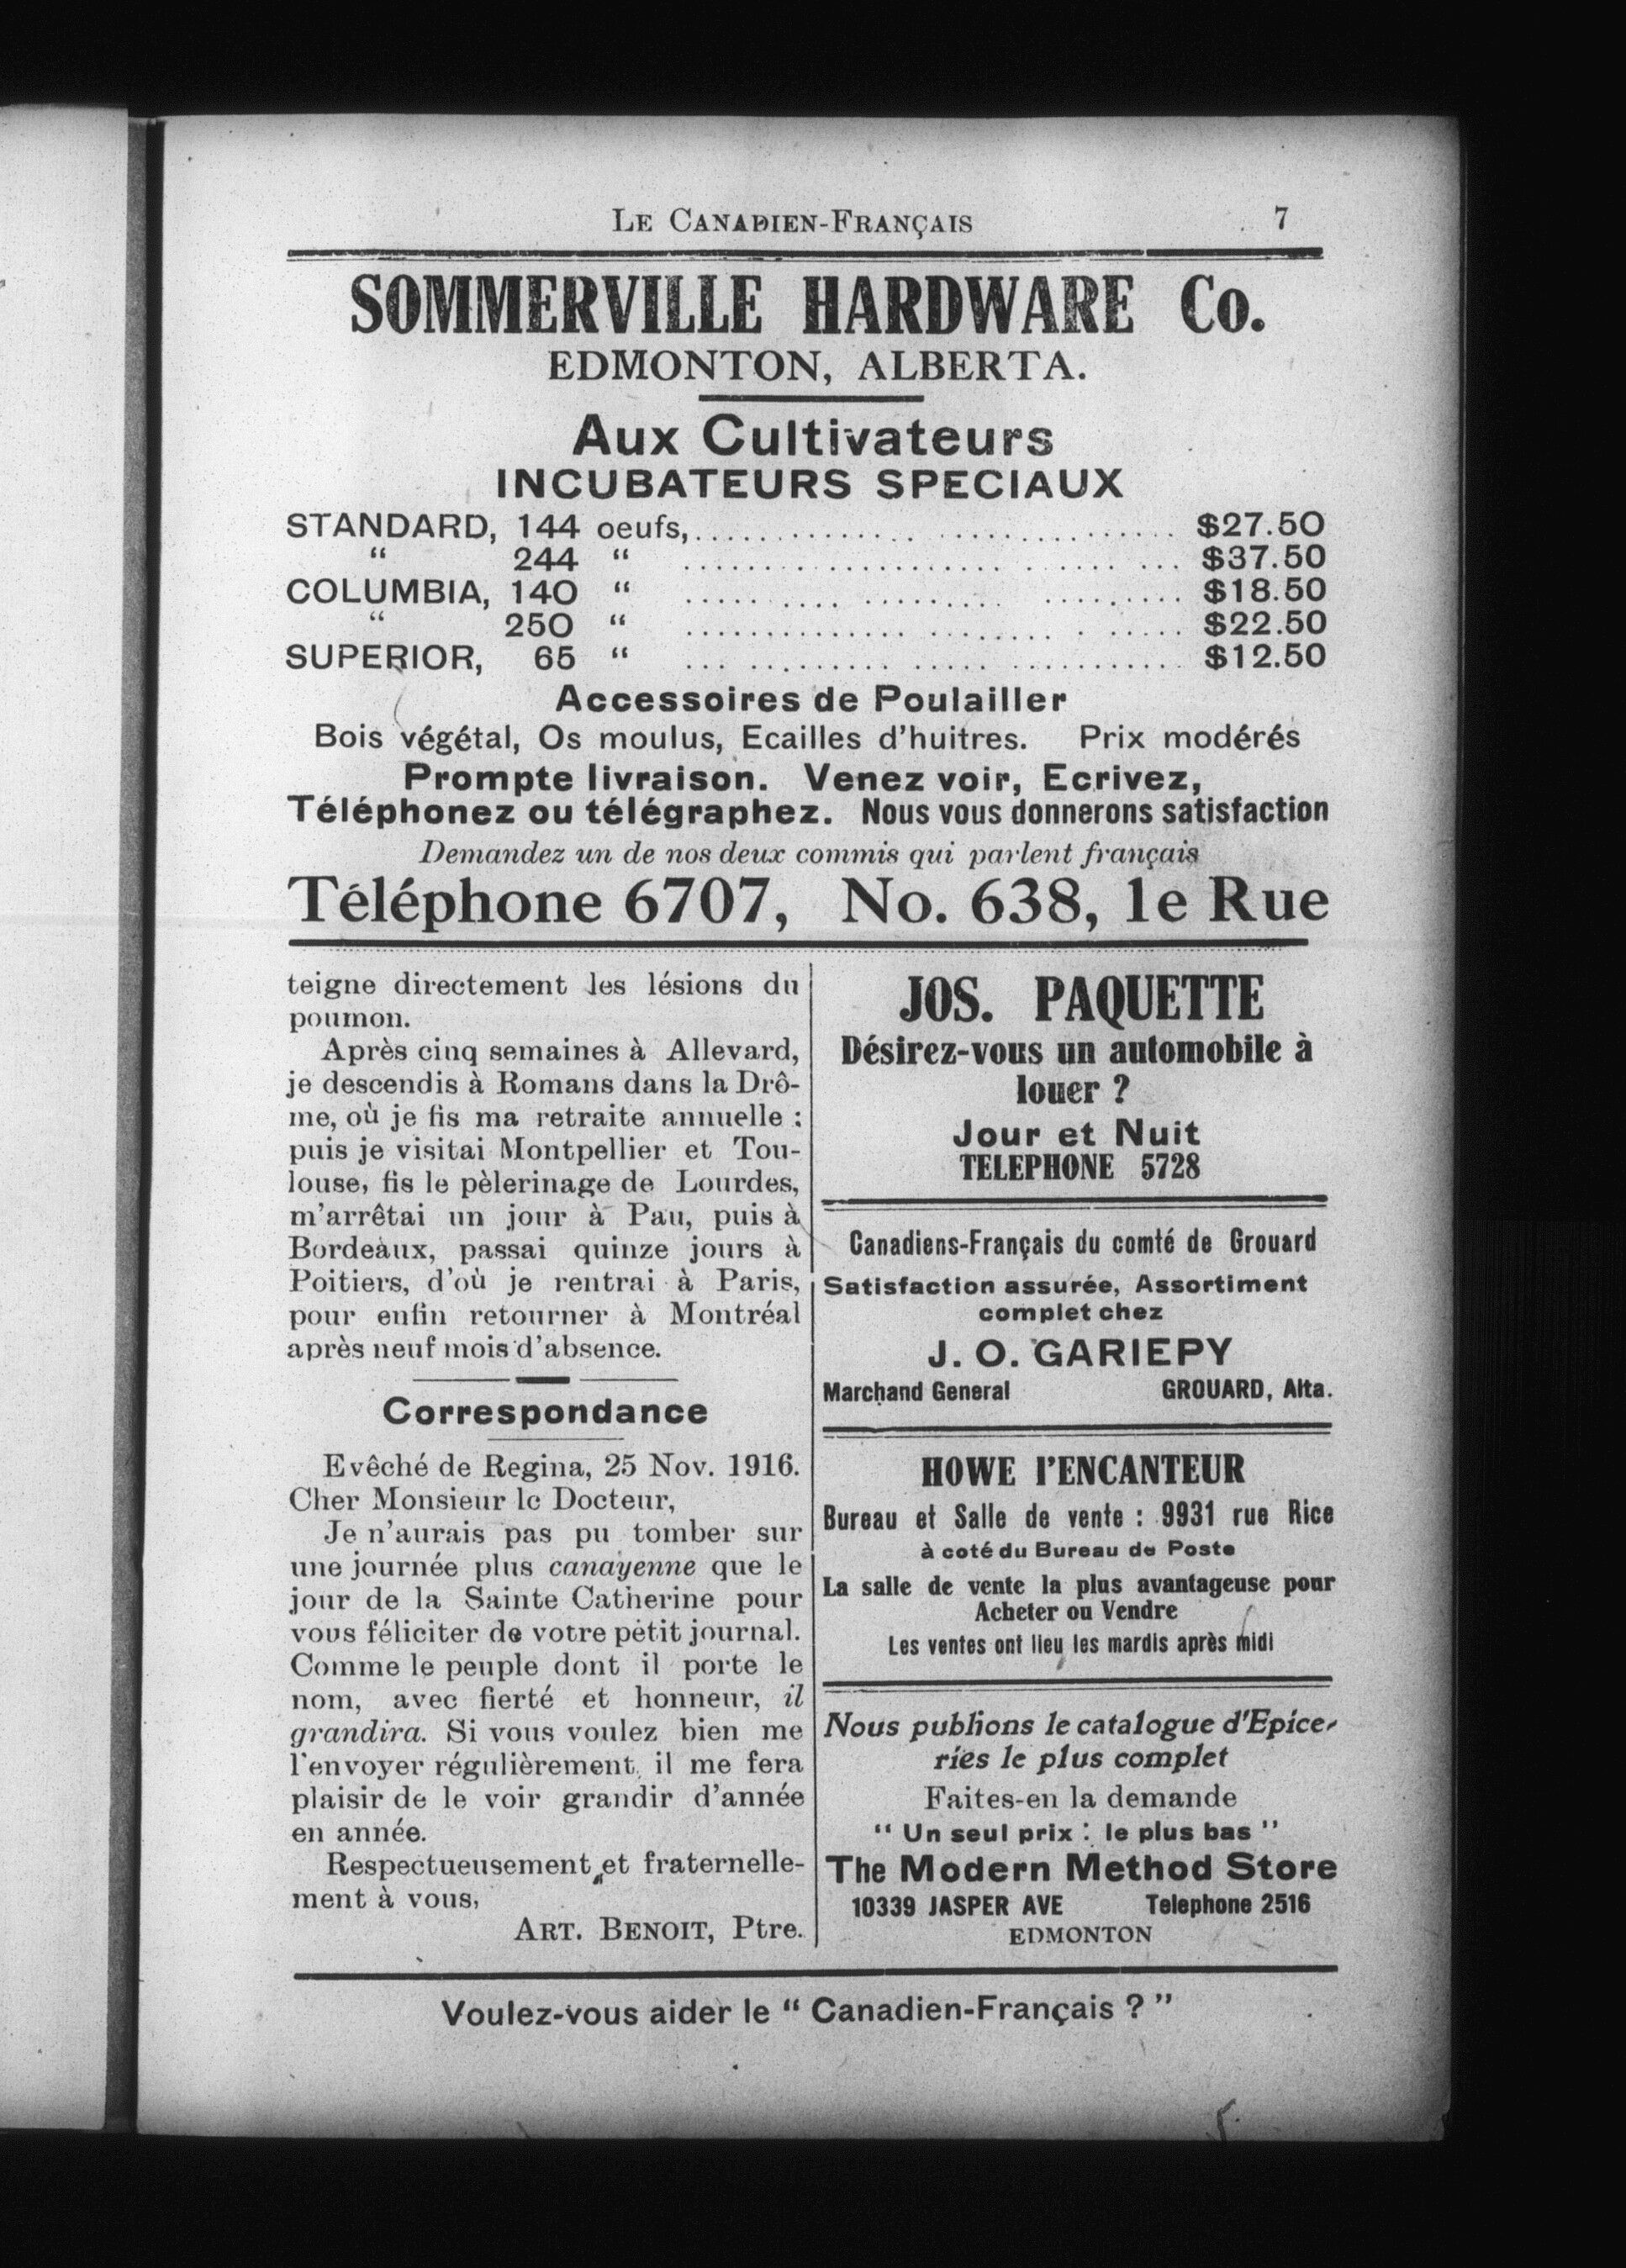 LE CANADIEN-FRANÇAIS 7
SOMMERVILLE HARDWARE Co.
EDMONTON, ALBERTA.
Aux Cultivateurs
INCUBATEURS SPECIAUX
STANDARD, 144 oeufs, $27.50
“ 244 “ $37.50
COLUMBIA, 140 “ $18.50
“ 250 “ $22.50
SUPERIOR, 65 “ $12.50
Accessoires de Poulailler
Bois végétal, Os moulus, Ecailles d'huitres. Prix modérés
Prompte livraison. Venez voir, Ecrivez,
Téléphonez ou télégraphez. Nous vous donnerons satisfaction
Demandez un de nos deux commis qui parlent français
Téléphone 6707, No. 638, 1e Rue
teigne directement les lésions du
poumon.
Après cinq semaines à Allevard,
je descendis à Romans dans la Drô-
me, où je fis ma retraite annuelle :
puis je visitai Montpellier et Tou-
louse, fis le pèlerinage de Lourdes,
m'arrêtai un jour à Pau, puis à
Bordeaux, passai quinze jours à
Poitiers, d'où je rentrai à Paris,
pour enfin retourner à Montréal
après neuf mois d'absence.
Correspondance
Evêché de Regina, 25 Nov. 1916.
Cher Monsieur le Docteur,
Je n'aurais pas pu tomber sur
une journée plus canayenne que le
jour de la Sainte Catherine pour
vous féliciter de votre petit journal.
Comme le peuple dont il porte le
nom, avec fierté et honneur, il
grandira. Si vous voulez bien me
l'envoyer régulièrement, il me fera
plaisir de le voir grandir d'année
en année.
Respectueusement et fraternelle-
ment à vous,
ART. BENOIT, Ptre.
JOS. PAQUETTE
Désirez-vous un automobile à
louer ?
Jour et Nuit
TELEPHONE 5728
Canadiens-Français du comté de Grouard
Satisfaction assurée, Assortiment
complet chez
J. O. GARIEPY
Marchand General GROUARD, Alta.
HOWE l'ENCANTEUR
Bureau et Salle de vente : 9931 rue Rice
à coté du Bureau de Poste
La salle de vente la plus avantageuse pour
Acheter ou Vendre
Les ventes ont lieu les mardis après midi
Nous publions le catalogue d'Epice-
ries le plus complet
Faites-en la demande
“ Un seul prix : le plus bas ”
The Modern Method Store
10339 JASPER AVE Telephone 2516
EDMONTON
Voulez-vous aider le “ Canadien-Français ? ”